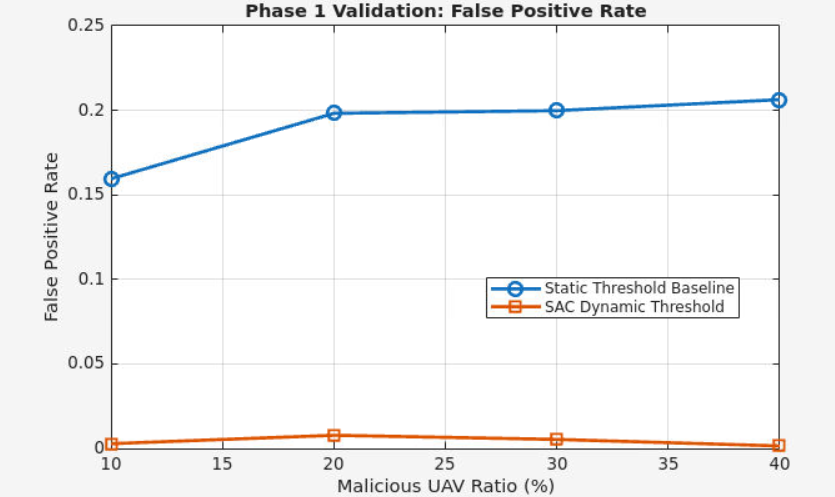 Phase 1 Validation: False Positive Rate
0.25
0.2
0.15
0.1
0.05
0
False Positive Rate
Static Threshold Baseline
SAC Dynamic Threshold
10 15 20 25 30 35 40
Malicious UAV Ratio (%)